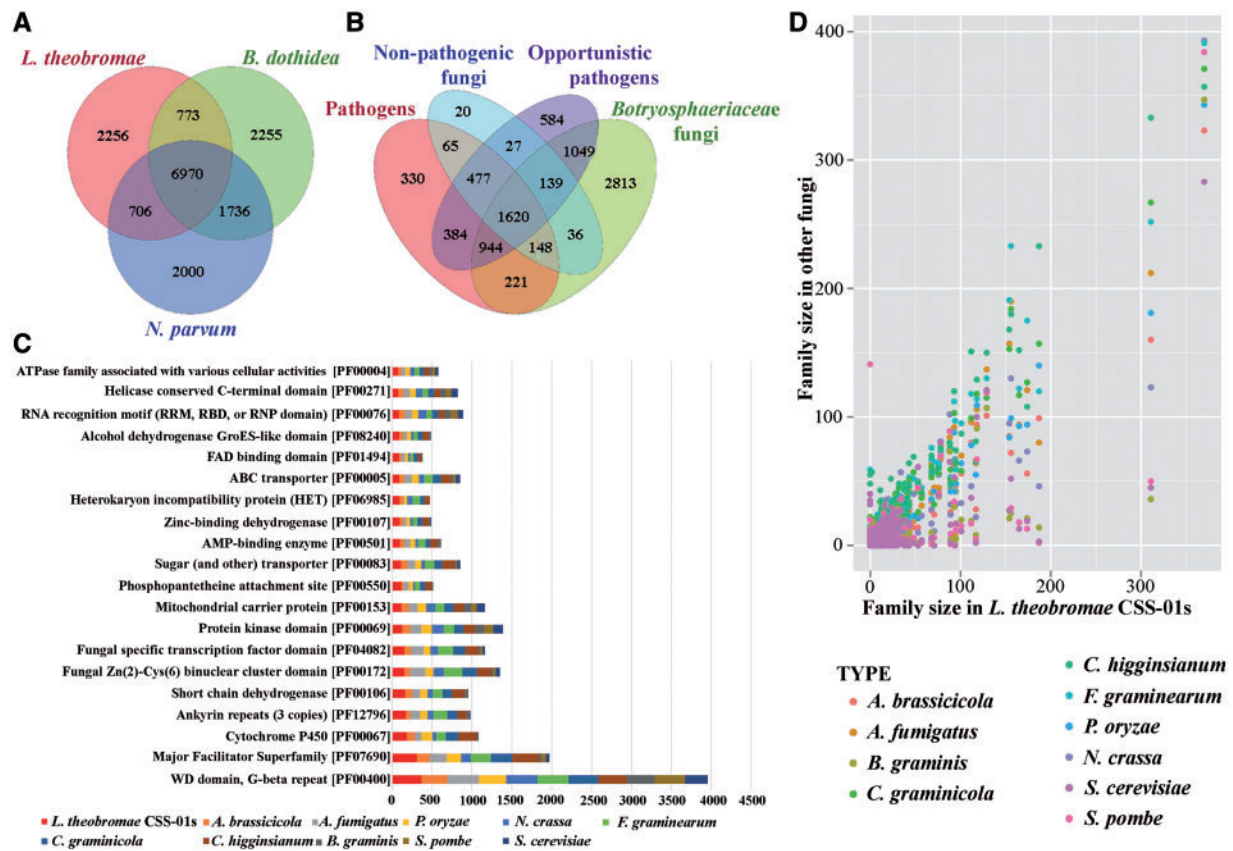 A
L. theobromae
B. dothidea
773
2256
2255
6970
706
1736
2000
N. parvum
B
Non-pathogenic
fungi
Opportunistic
pathogens
Pathogens
Botryosphaeriaceae
fungi
20
584
65
27
1049
330
477
139
2813
1620
384
944
148
36
221
C
ATPase family associated with various cellular activities [PF00004]
Helicase conserved C-terminal domain [PF00271]
RNA recognition motif (RRM, RBD, or RNP domain) [PF00076]
Alcohol dehydrogenase GroES-like domain [PF08240]
FAD binding domain [PF01494]
ABC transporter [PF00005]
Heterokaryon incompatibility protein (HET) [PF06985]
Zinc-binding dehydrogenase [PF00107]
AMP-binding enzyme [PF00501]
Sugar (and other) transporter [PF00083]
Phosphopantetheine attachment site [PF00550]
Mitochondrial carrier protein [PF00153]
Protein kinase domain [PF00069]
Fungal specific transcription factor domain [PF04082]
Fungal Zn(2)-Cys(6) binuclear cluster domain [PF00172]
Short chain dehydrogenase [PF00106]
Ankyrin repeats (3 copies) [PF12796]
Cytochrome P450 [PF00067]
Major Facilitator Superfamily [PF07690]
WD domain, G-beta repeat [PF00400]
0 500 1000 1500 2000 2500 3000 3500 4000 4500
L. theobromae CSS-01s A. brassicicola A. fumigatus P. oryzae N. crassa F. graminearum
C. graminicola C. higginsianum B. graminis S. pombe S. cerevisiae
D
Family size in other fungi
400
300
200
100
0
0 100 200 300
Family size in L. theobromae CSS-01s
TYPE
A. brassicicola
A. fumigatus
B. graminis
C. graminicola
C. higginsianum
F. graminearum
P. oryzae
N. crassa
S. cerevisiae
S. pombe